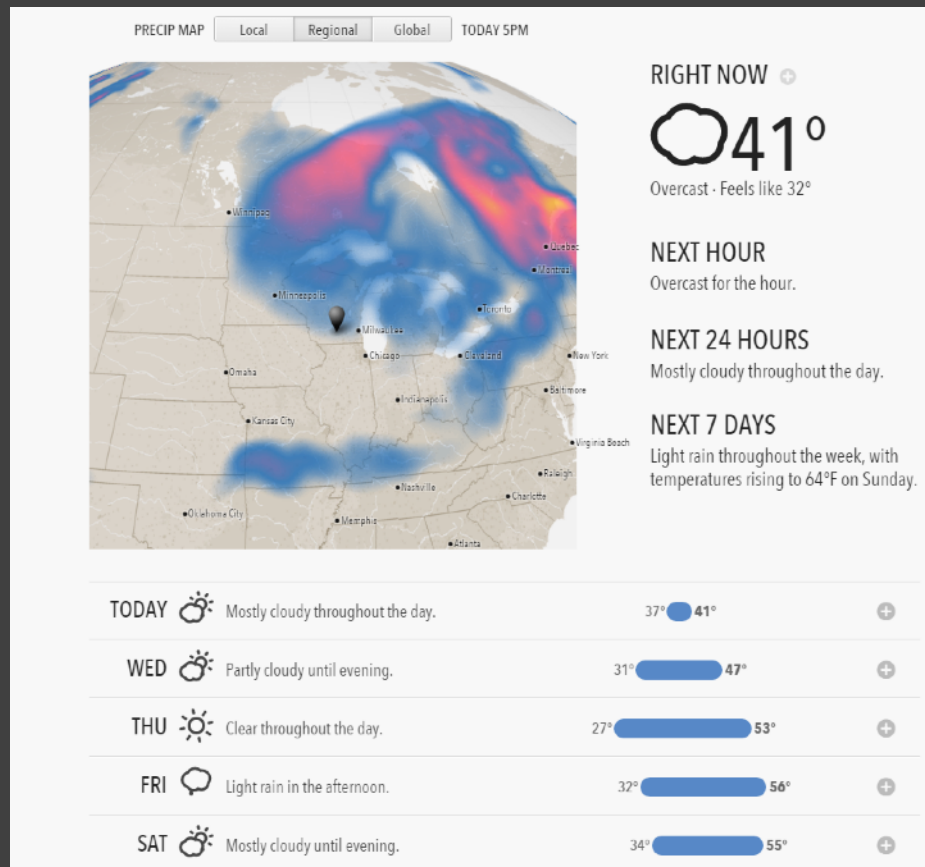 PRECIP MAP Local Regional Global TODAY 5PM
Winnipeg
Quebec
Montreal
Minneapolis
Toronto
Milwaukee
Chicago
Cleveland
New York
Omaha
Baltimore
Indianapolis
Kansas City
Virginia Beach
Raleigh
Nashville
Charlotte
Oklahoma City
Memphis
Atlanta
RIGHT NOW
41°
Overcast · Feels like 32°
NEXT HOUR
Overcast for the hour.
NEXT 24 HOURS
Mostly cloudy throughout the day.
NEXT 7 DAYS
Light rain throughout the week, with
temperatures rising to 64°F on Sunday.
TODAY Mostly cloudy throughout the day. 37° 41°
WED Partly cloudy until evening. 31° 47°
THU Clear throughout the day. 27° 53°
FRI Light rain in the afternoon. 32° 56°
SAT Mostly cloudy until evening. 34° 55°